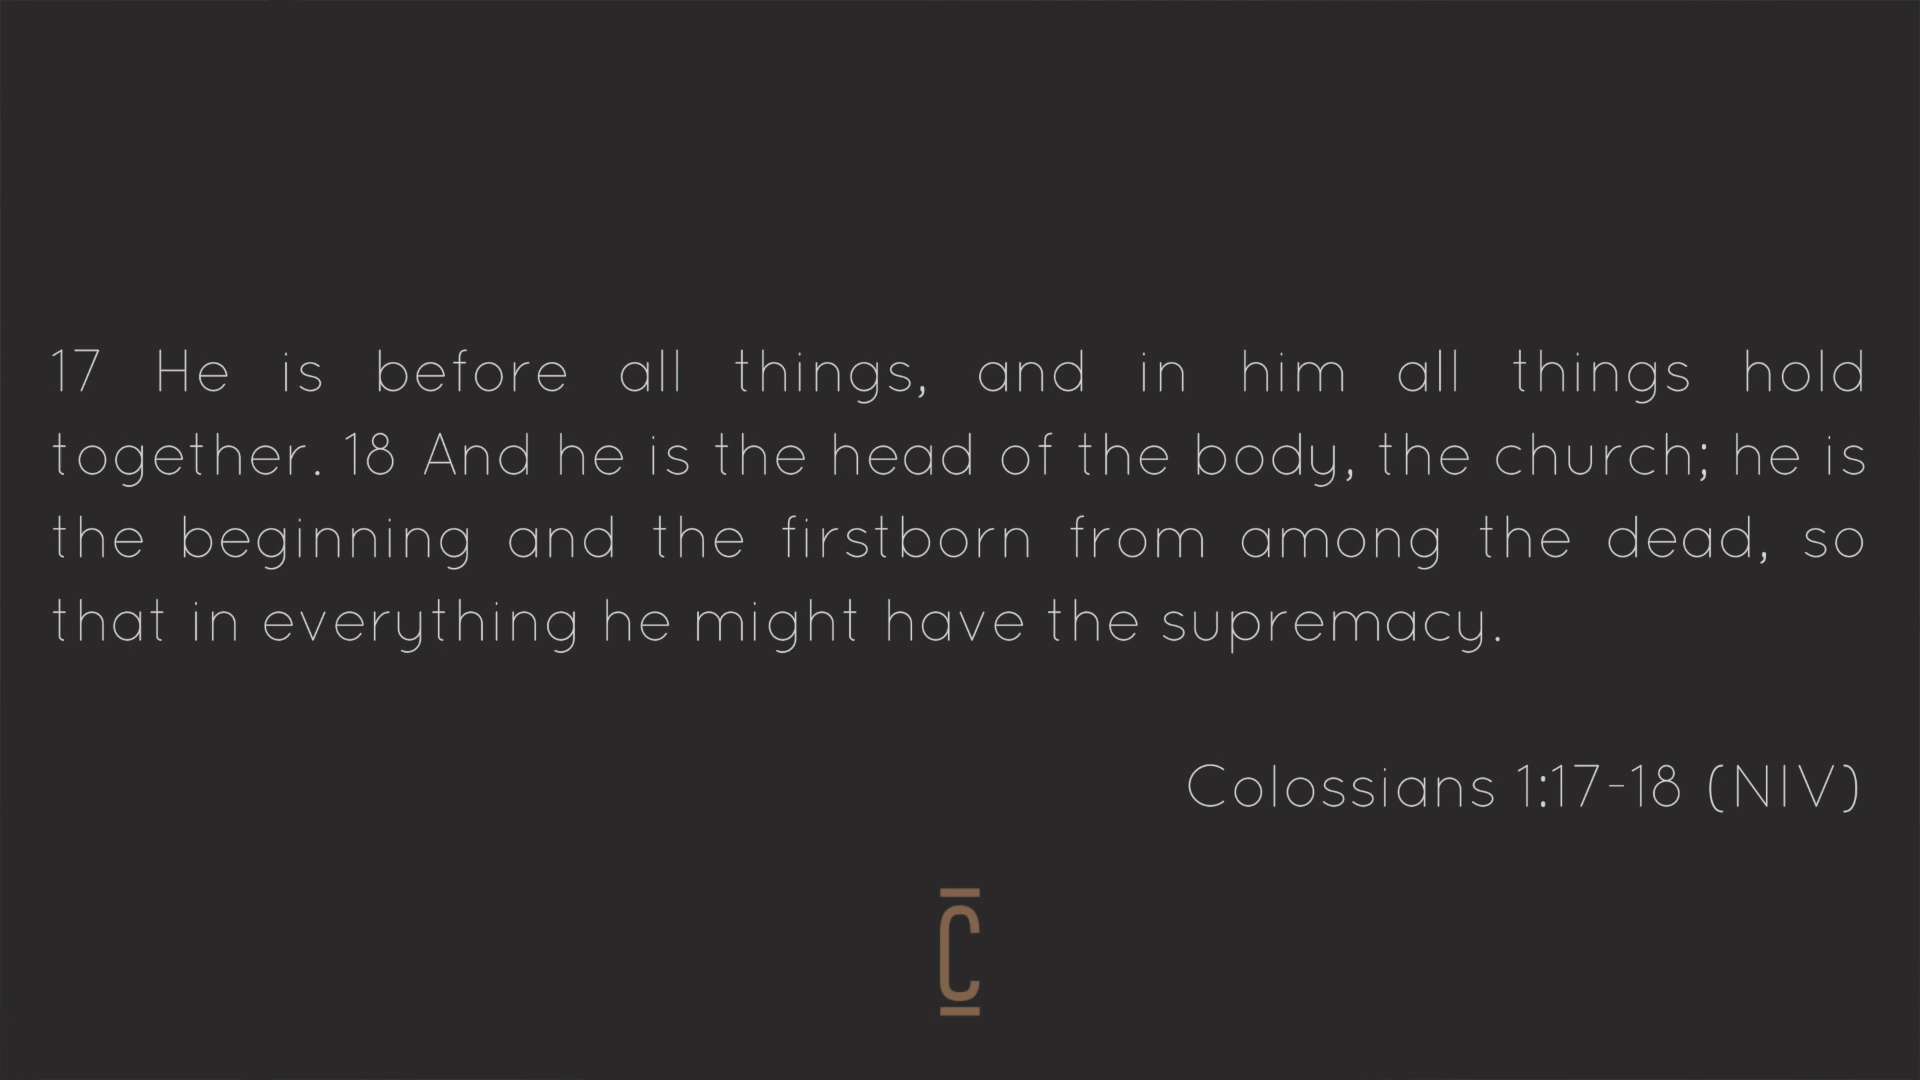 17 He is before all things, and in him all things hold
together. 18 And he is the head of the body, the church; he is
the beginning and the firstborn from among the dead, so
that in everything he might have the supremacy.
Colossians 1:17-18 (NIV)
C